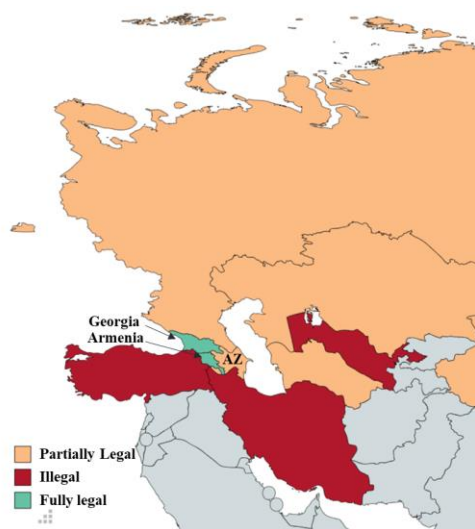 Georgia
Armenia
AZ
Partially Legal
Illegal
Fully legal